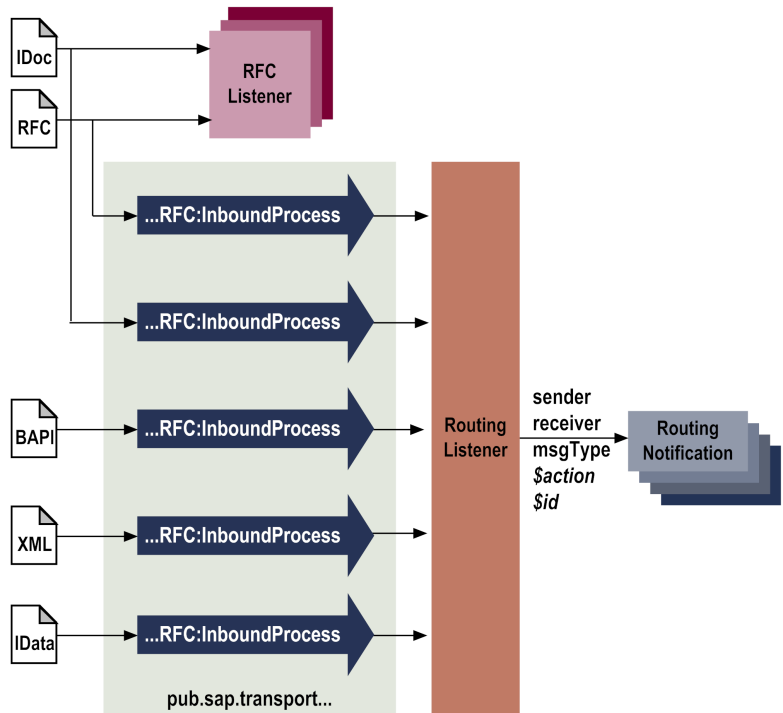 IDoc
RFC
Listener
RFC
...RFC:InboundProcess
...RFC:InboundProcess
BAPI
...RFC:InboundProcess
Routing
Listener
sender
receiver
msgType
$action
$id
Routing
Notification
XML
...RFC:InboundProcess
IData
...RFC:InboundProcess
pub.sap.transport...